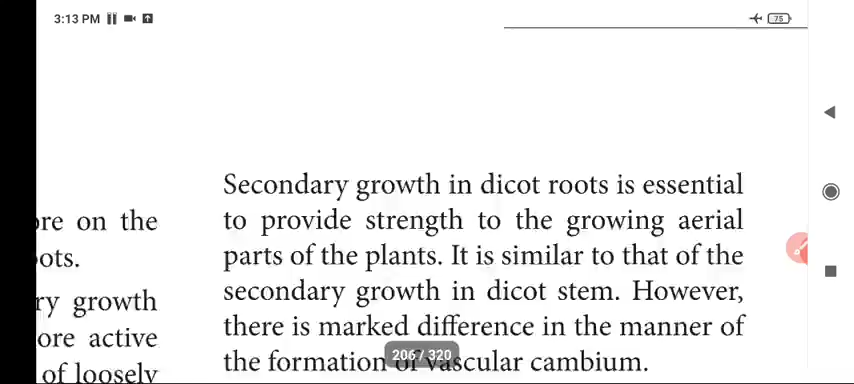 3:13 PM
75
ore on the
ots.
ry growth
ore active
of loosely
Secondary growth in dicot roots is essential
to provide strength to the growing aerial
parts of the plants. It is similar to that of the
secondary growth in dicot stem. However,
there is marked difference in the manner of
the formation of vascular cambium.
206 / 320